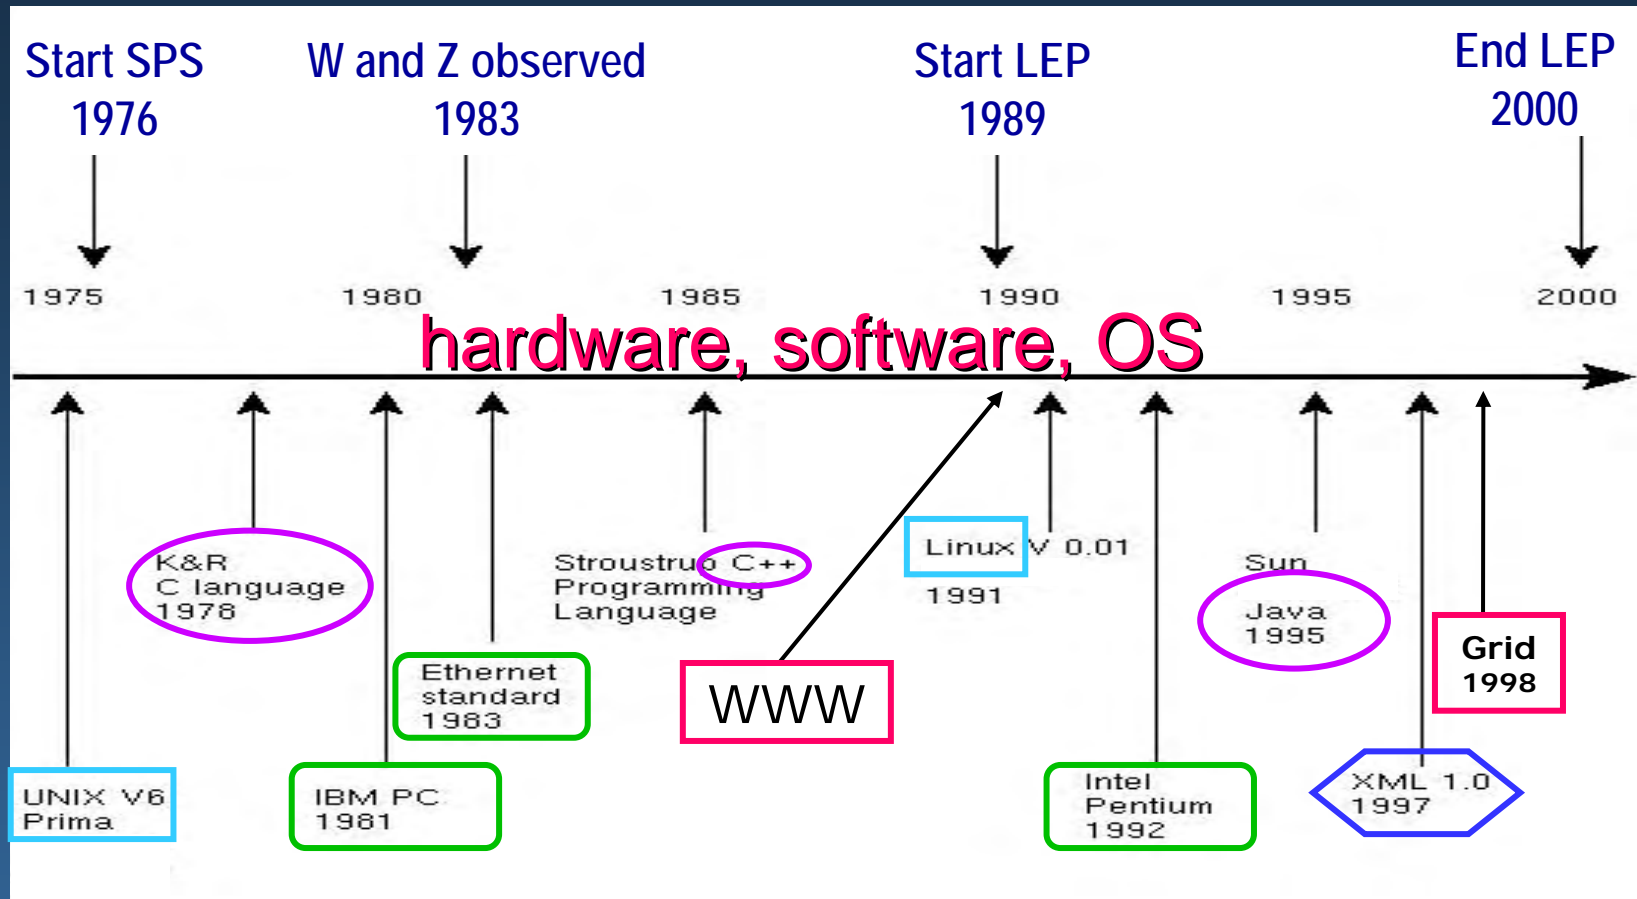 Start SPS
1976
W and Z observed
1983
Start LEP
1989
End LEP
2000
1975
1980
1985
1990
1995
2000
hardware, software, OS
K&R
C language
1978
Stroustrup C++
Programming
Language
Linux V 0.01
1991
Sun
Java
1995
Ethernet
standard
1983
WWW
Grid
1998
UNIX V6
Prima
IBM PC
1981
Intel
Pentium
1992
XML 1.0
1997